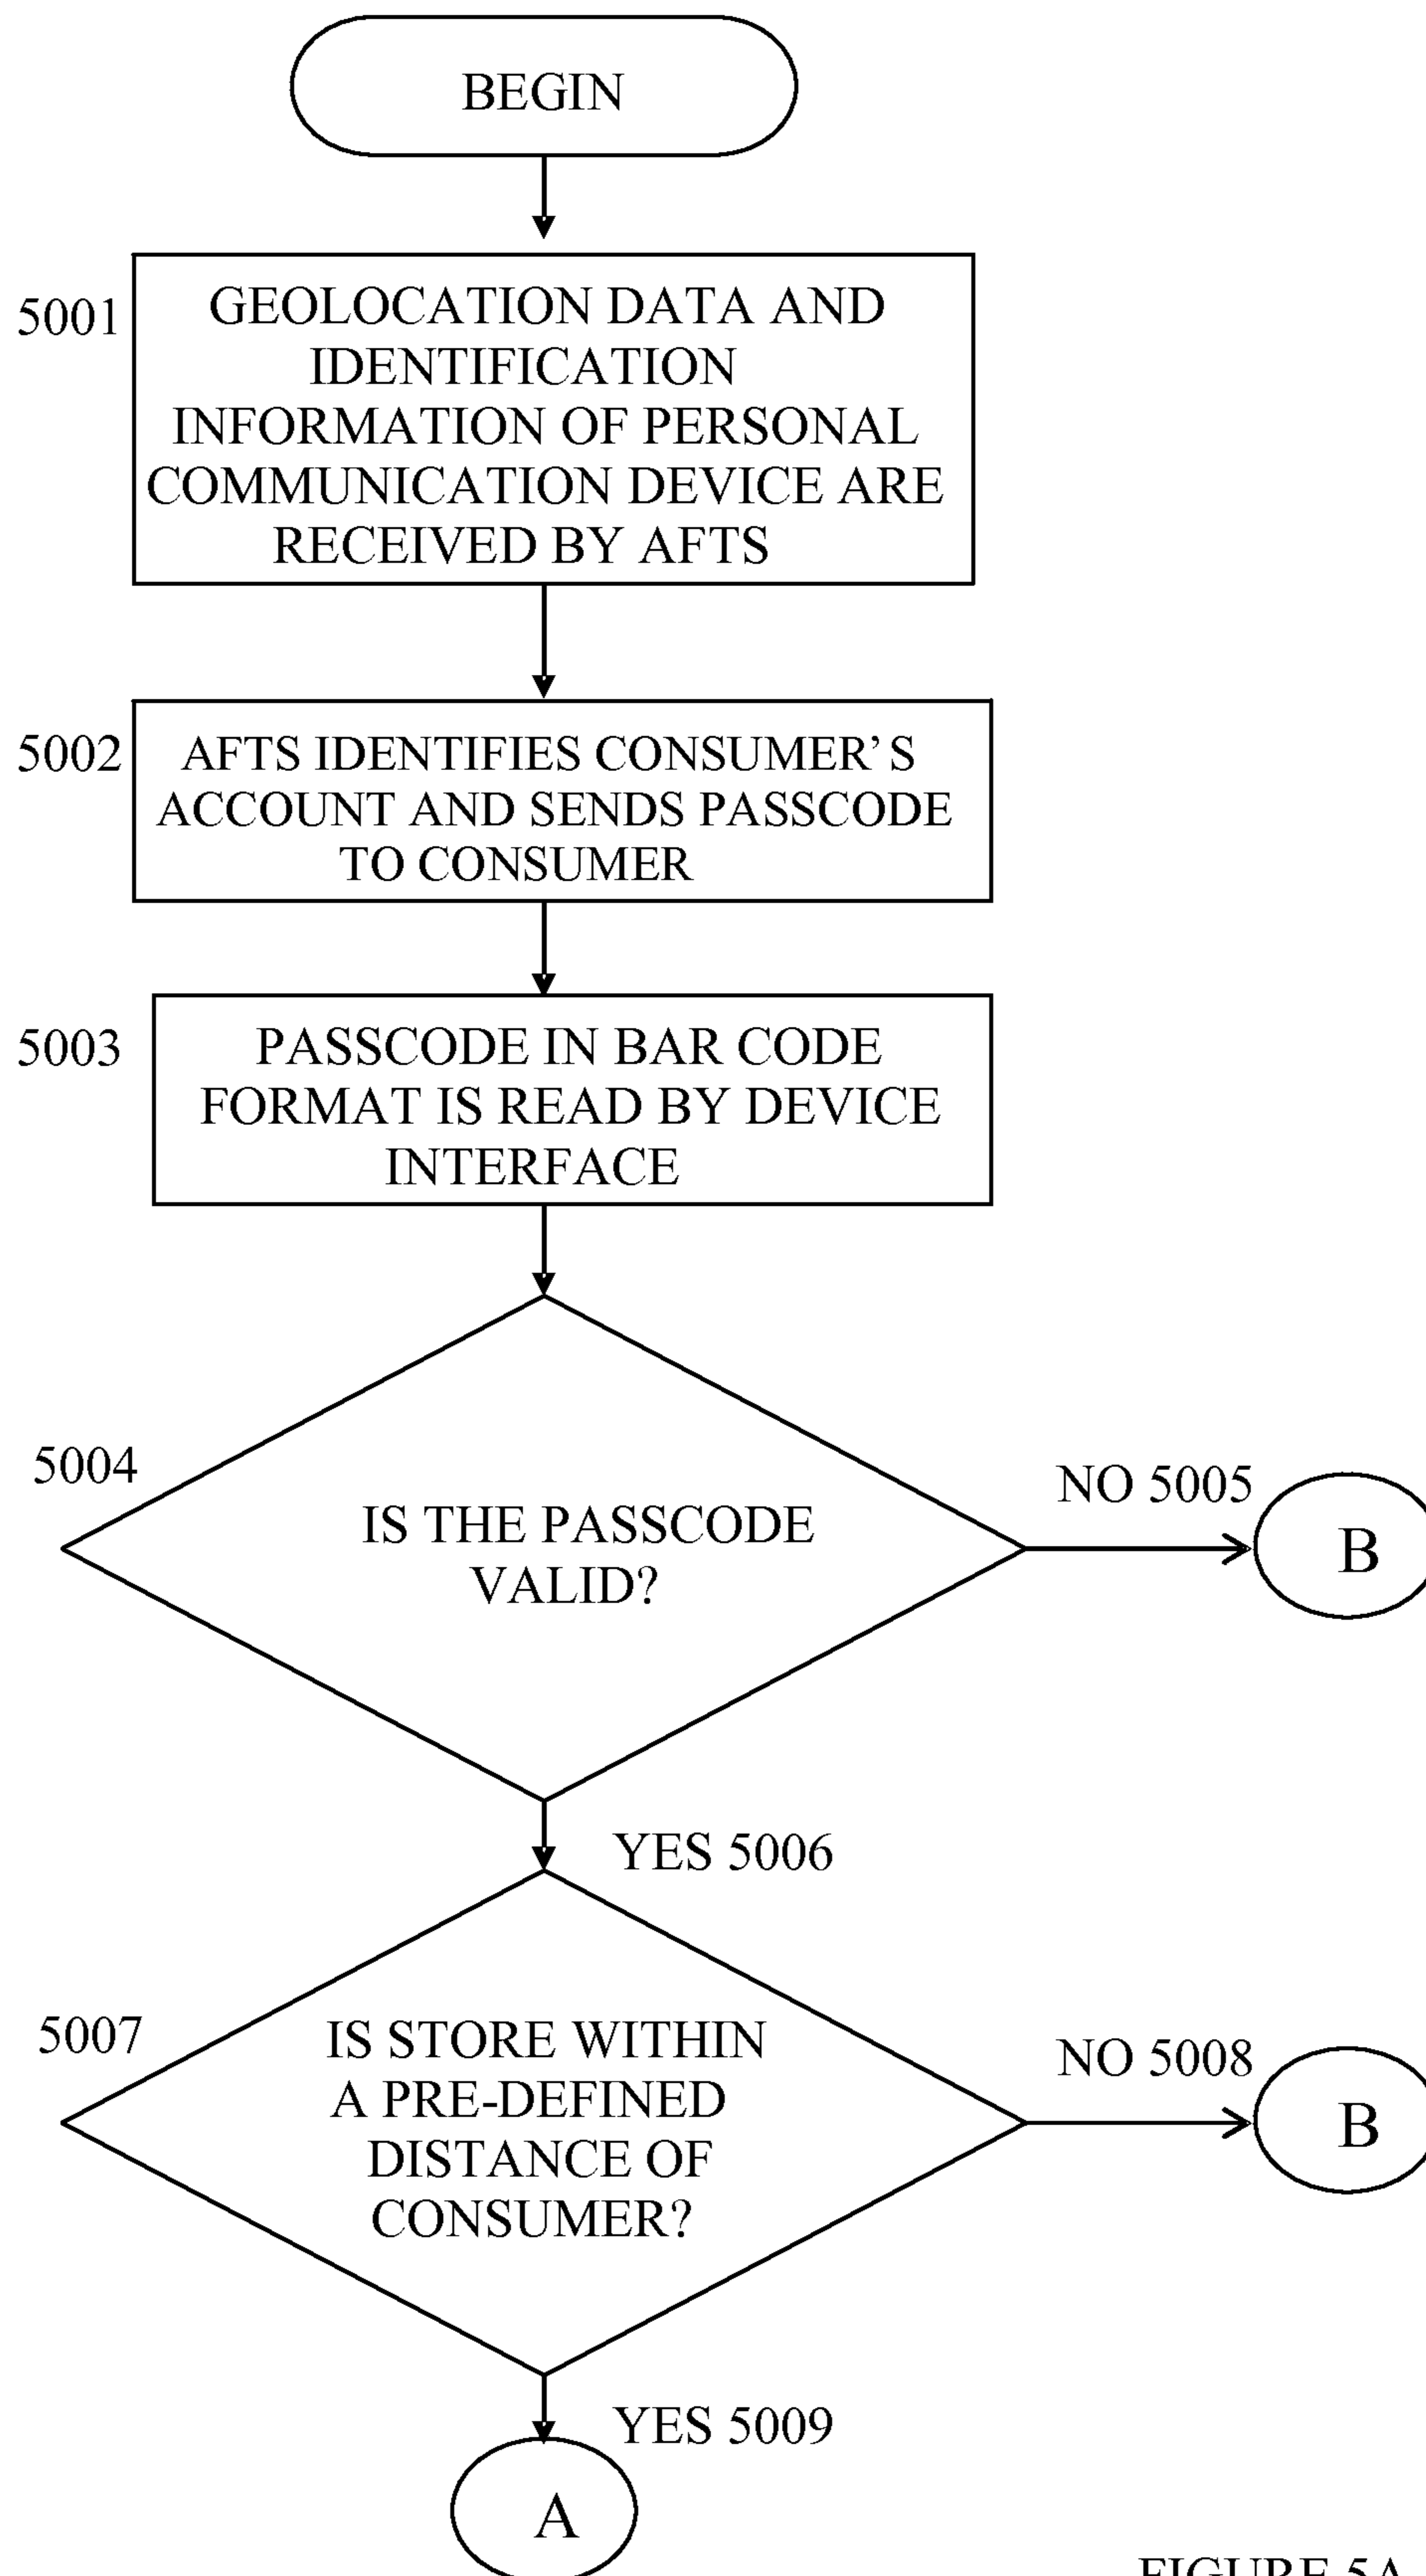 BEGIN
5001
GEOLOCATION DATA AND
IDENTIFICATION
INFORMATION OF PERSONAL
COMMUNICATION DEVICE ARE
RECEIVED BY AFTS
5002
AFTS IDENTIFIES CONSUMER'S
ACCOUNT AND SENDS PASSCODE
TO CONSUMER
5003
PASSCODE IN BAR CODE
FORMAT IS READ BY DEVICE
INTERFACE
5004
IS THE PASSCODE
VALID?
NO 5005
B
YES 5006
5007
IS STORE WITHIN
A PRE-DEFINED
DISTANCE OF
CONSUMER?
NO 5008
B
YES 5009
A
FIGURE 5A